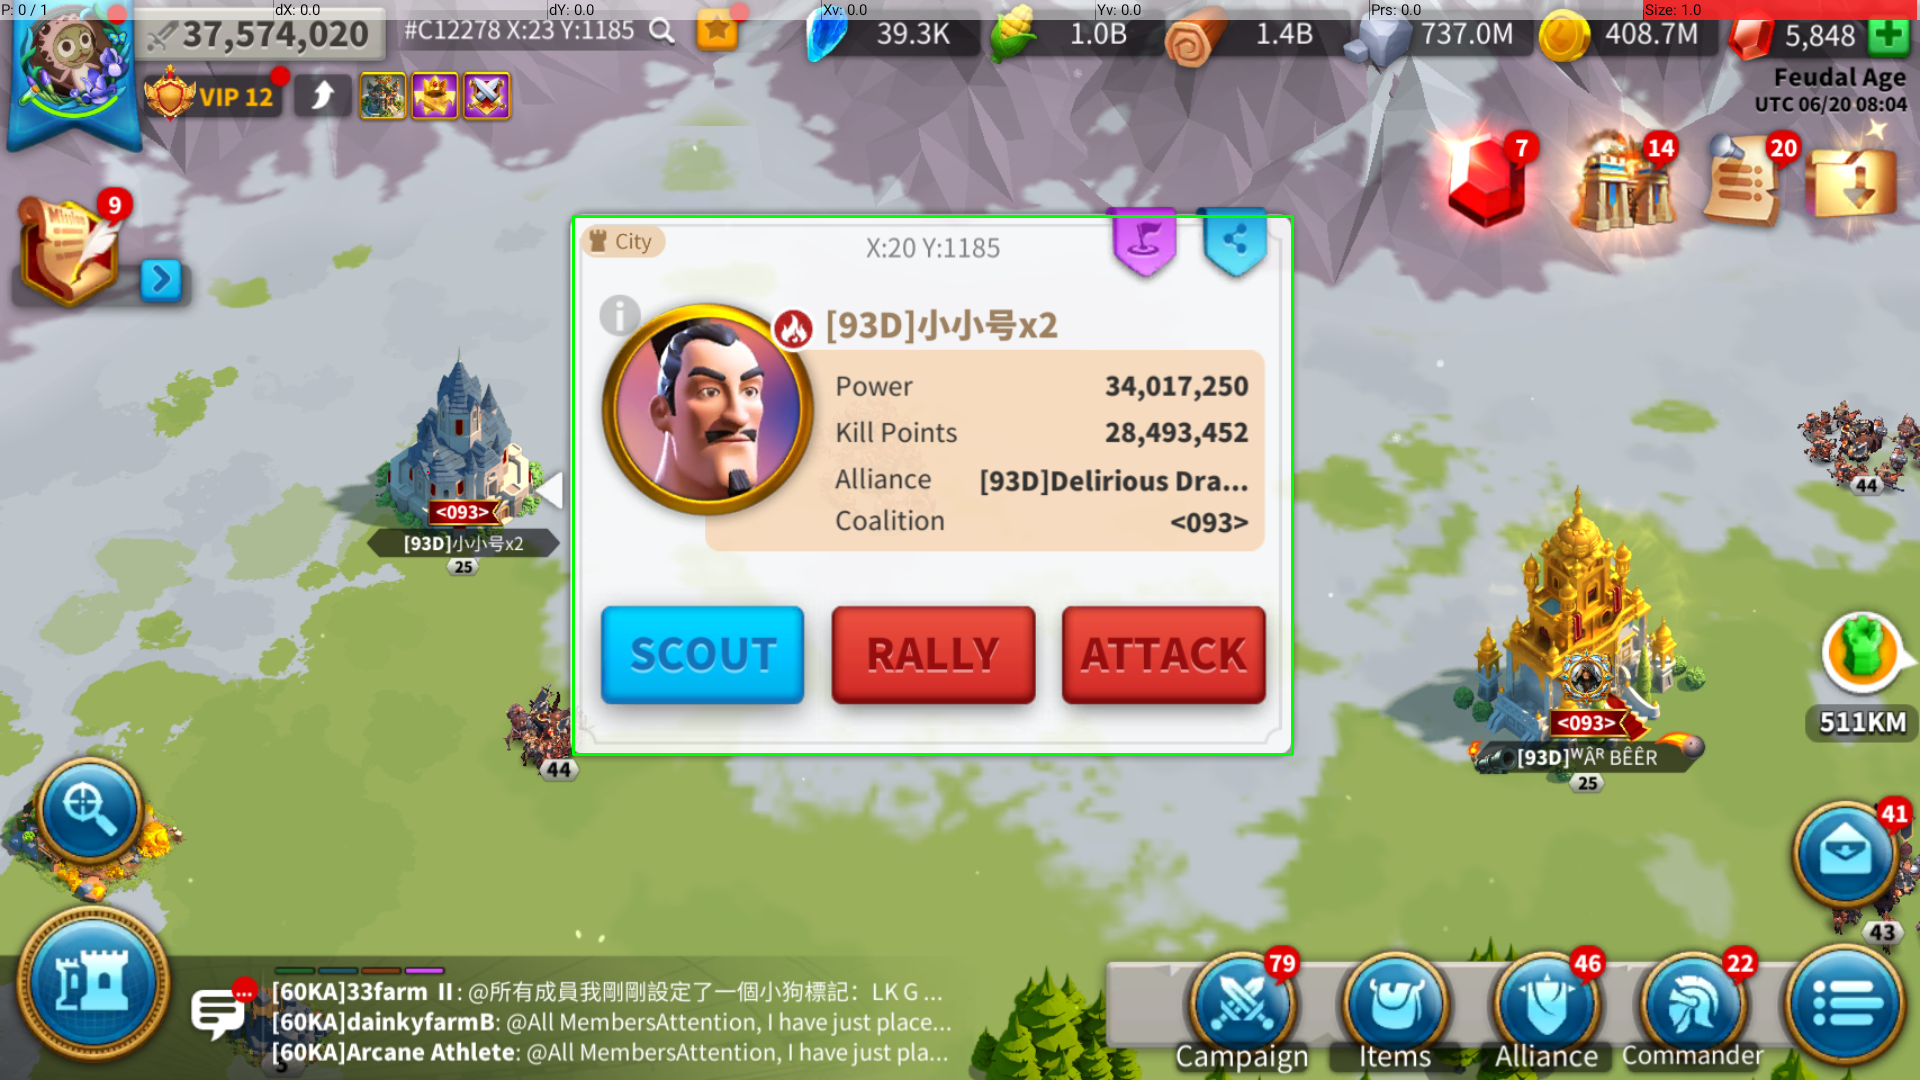 P: 0 / 1 dX: 0.0 dY: 0.0 Xv: 0.0 Yv: 0.0 Prs: 0.0 Size: 1.0
37,574,020
#C12278 X:23 Y:1185
39.3K
1.0B
1.4B
737.0M
408.7M
5,848
VIP 12
Feudal Age
UTC 06/20 08:04
7
14
20
9
City
X:20 Y:1185
[93D]小小号x2
Power 34,017,250
Kill Points 28,493,452
Alliance [93D]Delirious Dra...
Coalition <093>
SCOUT
RALLY
ATTACK
<093>
[93D]小小号x2
25
44
44
<093>
[93D]ᵂÂᴿ BÊÊR
25
511KM
41
43
[60KA]33farm II: @所有成員我剛剛設定了一個小狗標記：LK G ...
[60KA]dainkyfarmB: @All MembersAttention, I have just place...
[60KA]Arcane Athlete: @All MembersAttention, I have just pla...
5
79
46
22
Campaign
Items
Alliance
Commander